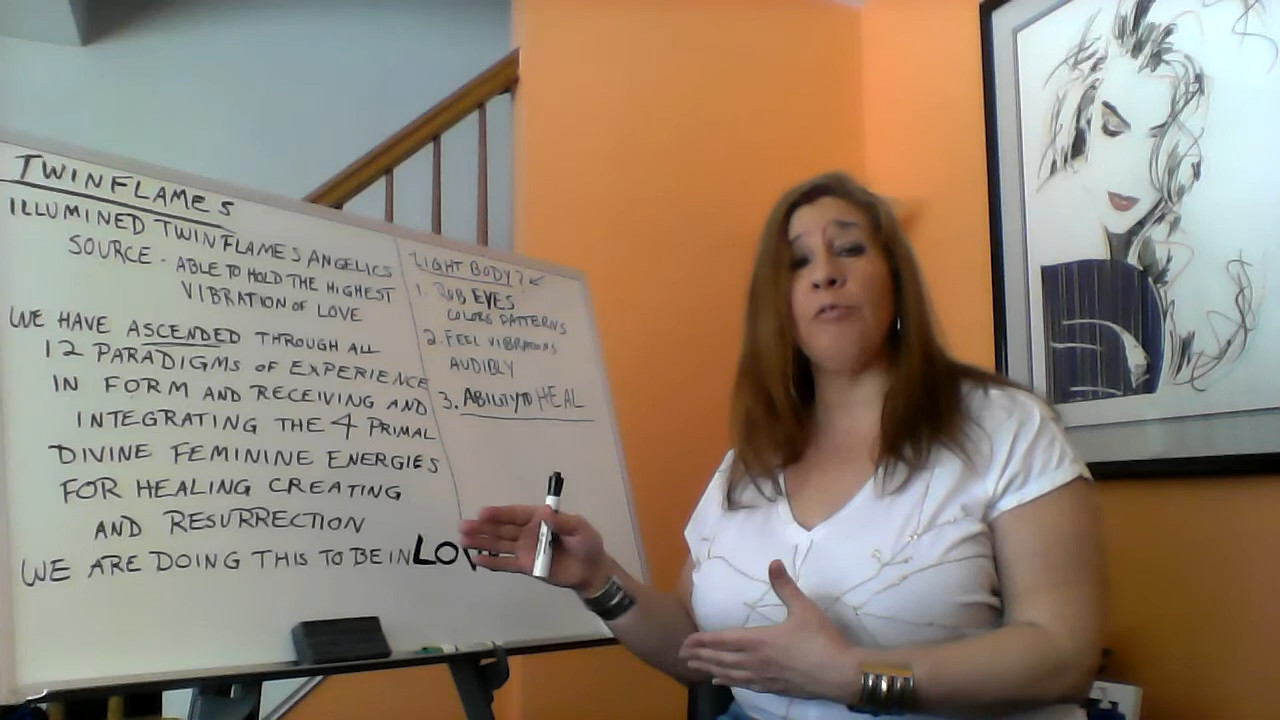 TWINFLAMES
ILLUMINED TWINFLAMES ANGELICS
SOURCE - ABLE TO HOLD THE HIGHEST
VIBRATION OF LOVE
WE HAVE ASCENDED THROUGH ALL
12 PARADIGMS OF EXPERIENCE
IN FORM AND RECEIVING AND
INTEGRATING THE 4 PRIMAL
DIVINE FEMININE ENERGIES
FOR HEALING CREATING
AND RESURRECTION
WE ARE DOING THIS TO BE IN
LIGHT BODY?
1. RUB EYES
COLORS PATTERNS
2. FEEL VIBRATIONS
AUDIBLY
3. ABILITY TO HEAL